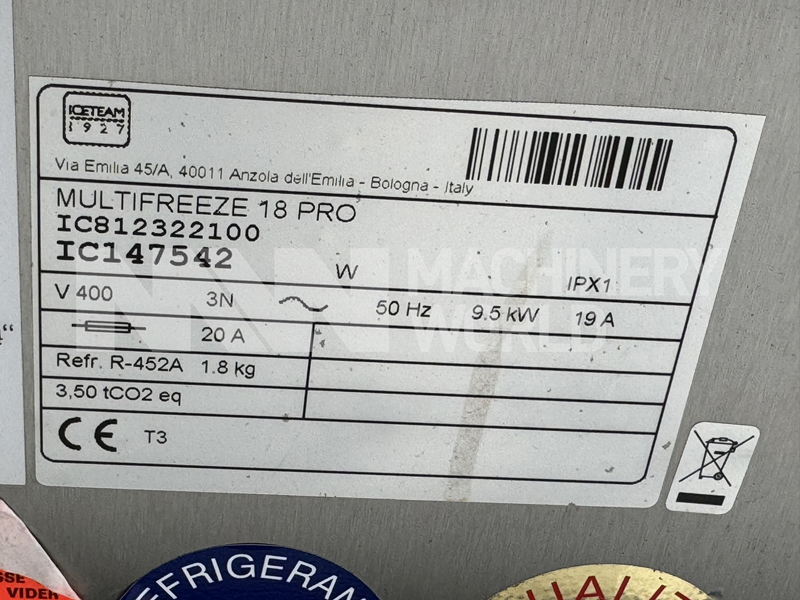 ICETEAM
1927
Via Emilia 45/A, 40011 Anzola dell'Emilia - Bologna - Italy
MULTIFREEZE 18 PRO
IC812322100
IC147542
W
IPX1
V 400 3N 50 Hz 9.5 kW 19 A
20 A
Refr. R-452A 1.8 kg
3,50 tCO2 eq
CE T3
MACHINERY
WORLD
SSE
VIDER